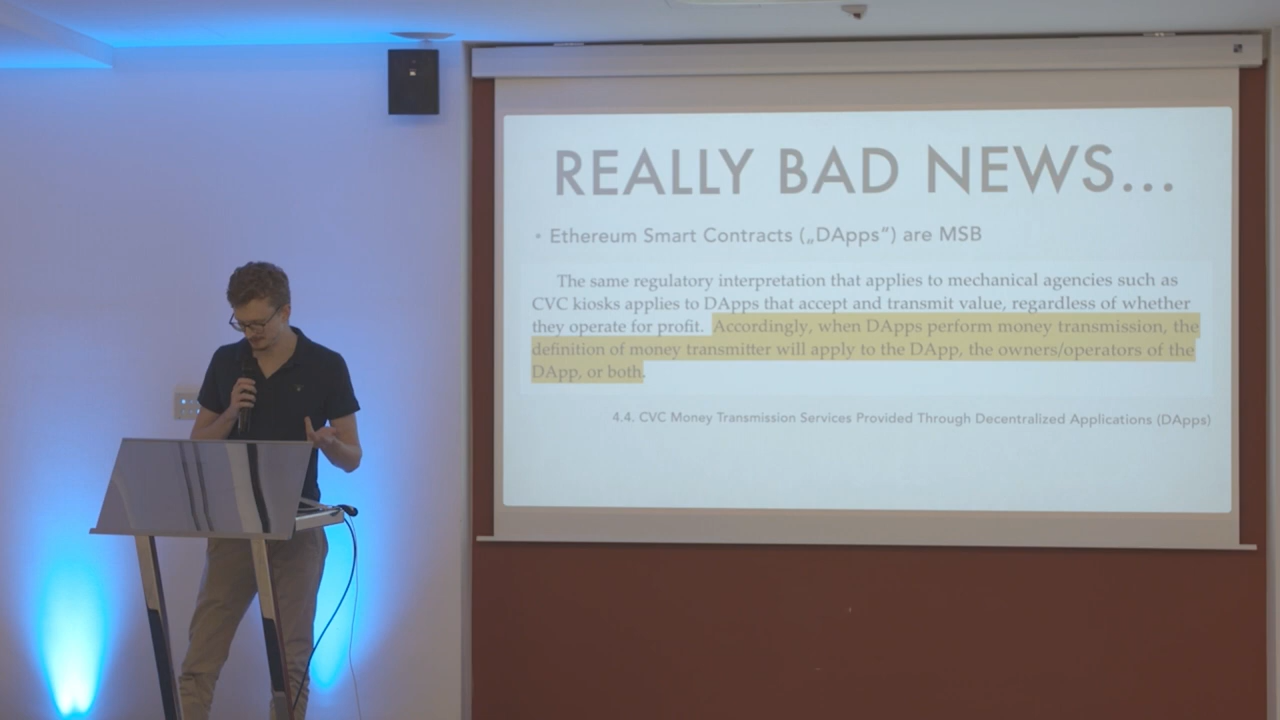 REALLY BAD NEWS...
• Ethereum Smart Contracts („DApps“) are MSB
The same regulatory interpretation that applies to mechanical agencies such as
CVC kiosks applies to DApps that accept and transmit value, regardless of whether
they operate for profit. Accordingly, when DApps perform money transmission, the
definition of money transmitter will apply to the DApp, the owners/operators of the
DApp, or both.
4.4. CVC Money Transmission Services Provided Through Decentralized Applications (DApps)